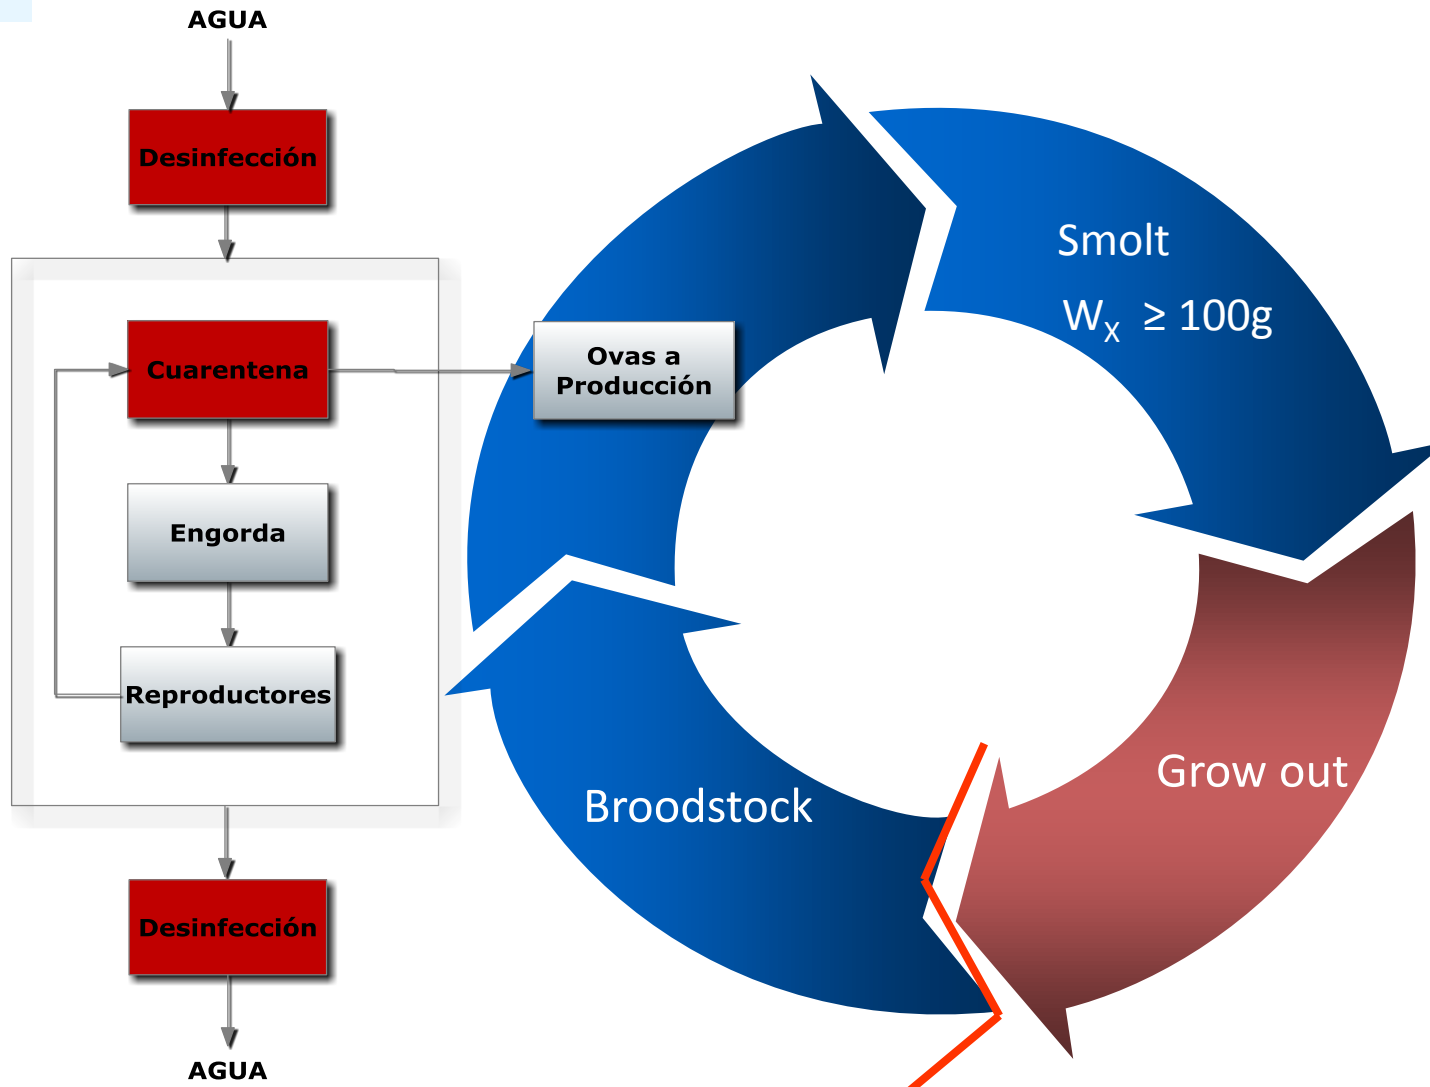 AGUA
Desinfección
Cuarentena
Engorda
Reproductores
Desinfección
AGUA
Ovas a
Producción
Smolt
Wₓ ≥ 100g
Grow out
Broodstock